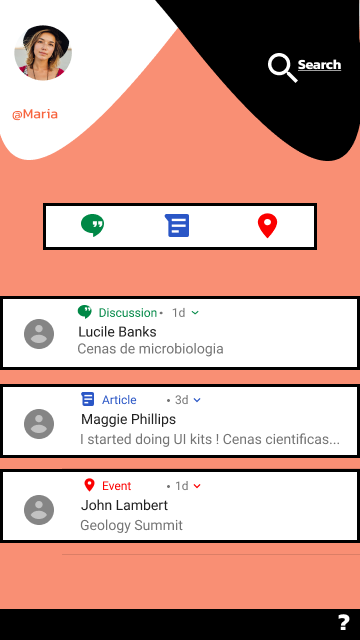 Search
@Maria
Discussion • 1d
Lucile Banks
Cenas de microbiologia
Article • 3d
Maggie Phillips
I started doing UI kits ! Cenas cientificas...
Event • 1d
John Lambert
Geology Summit
?